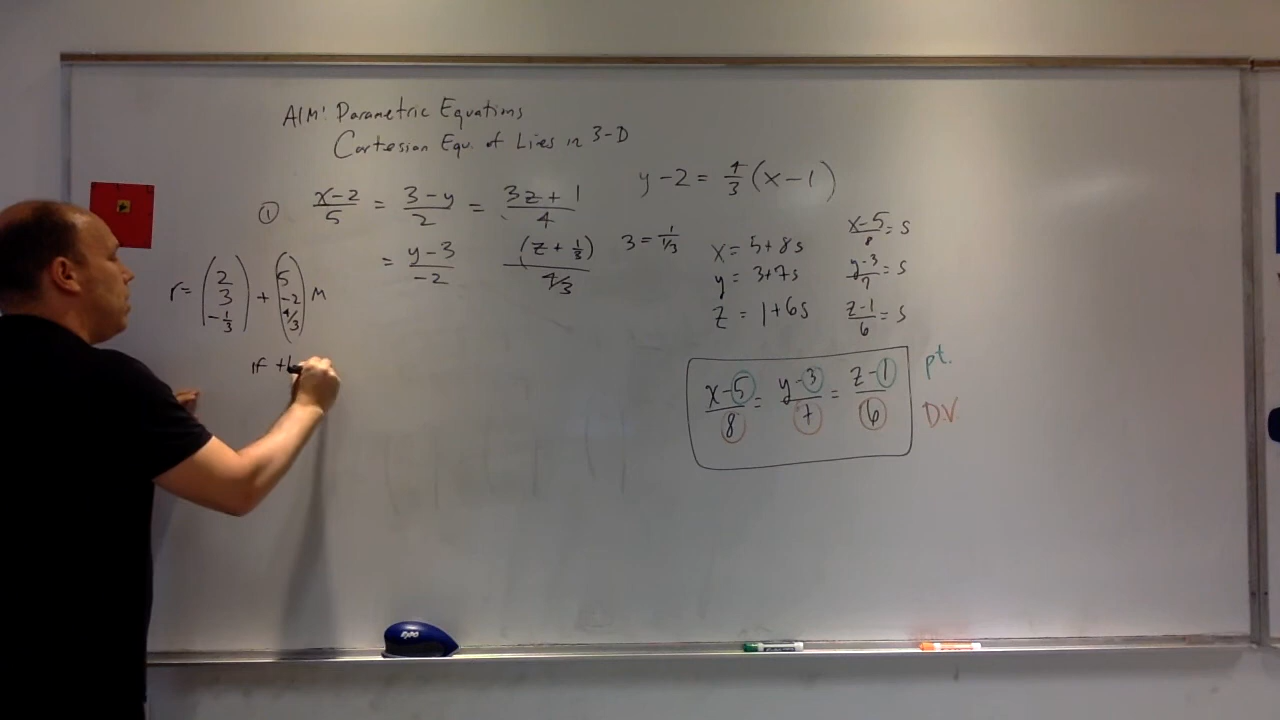 AIM: Parametric Equations
Cartesian Equ. of Lies in 3-D
y-2 = 4/3 (x-1)
① (x-2)/5 = (3-y)/2 = (3z+1)/4
= (y-3)/-2 (z+1/3)/(4/3)
3 = 1/(1/3)
r = (2 3 -1/3) + (5 -2 4/3) M
if th
x = 5+8s
y = 3+7s
z = 1+6s
(x-5)/8 = s
(y-3)/7 = s
(z-1)/6 = s
(x-5)/8 = (y-3)/7 = (z-1)/6
pt.
D.V.
EXPO